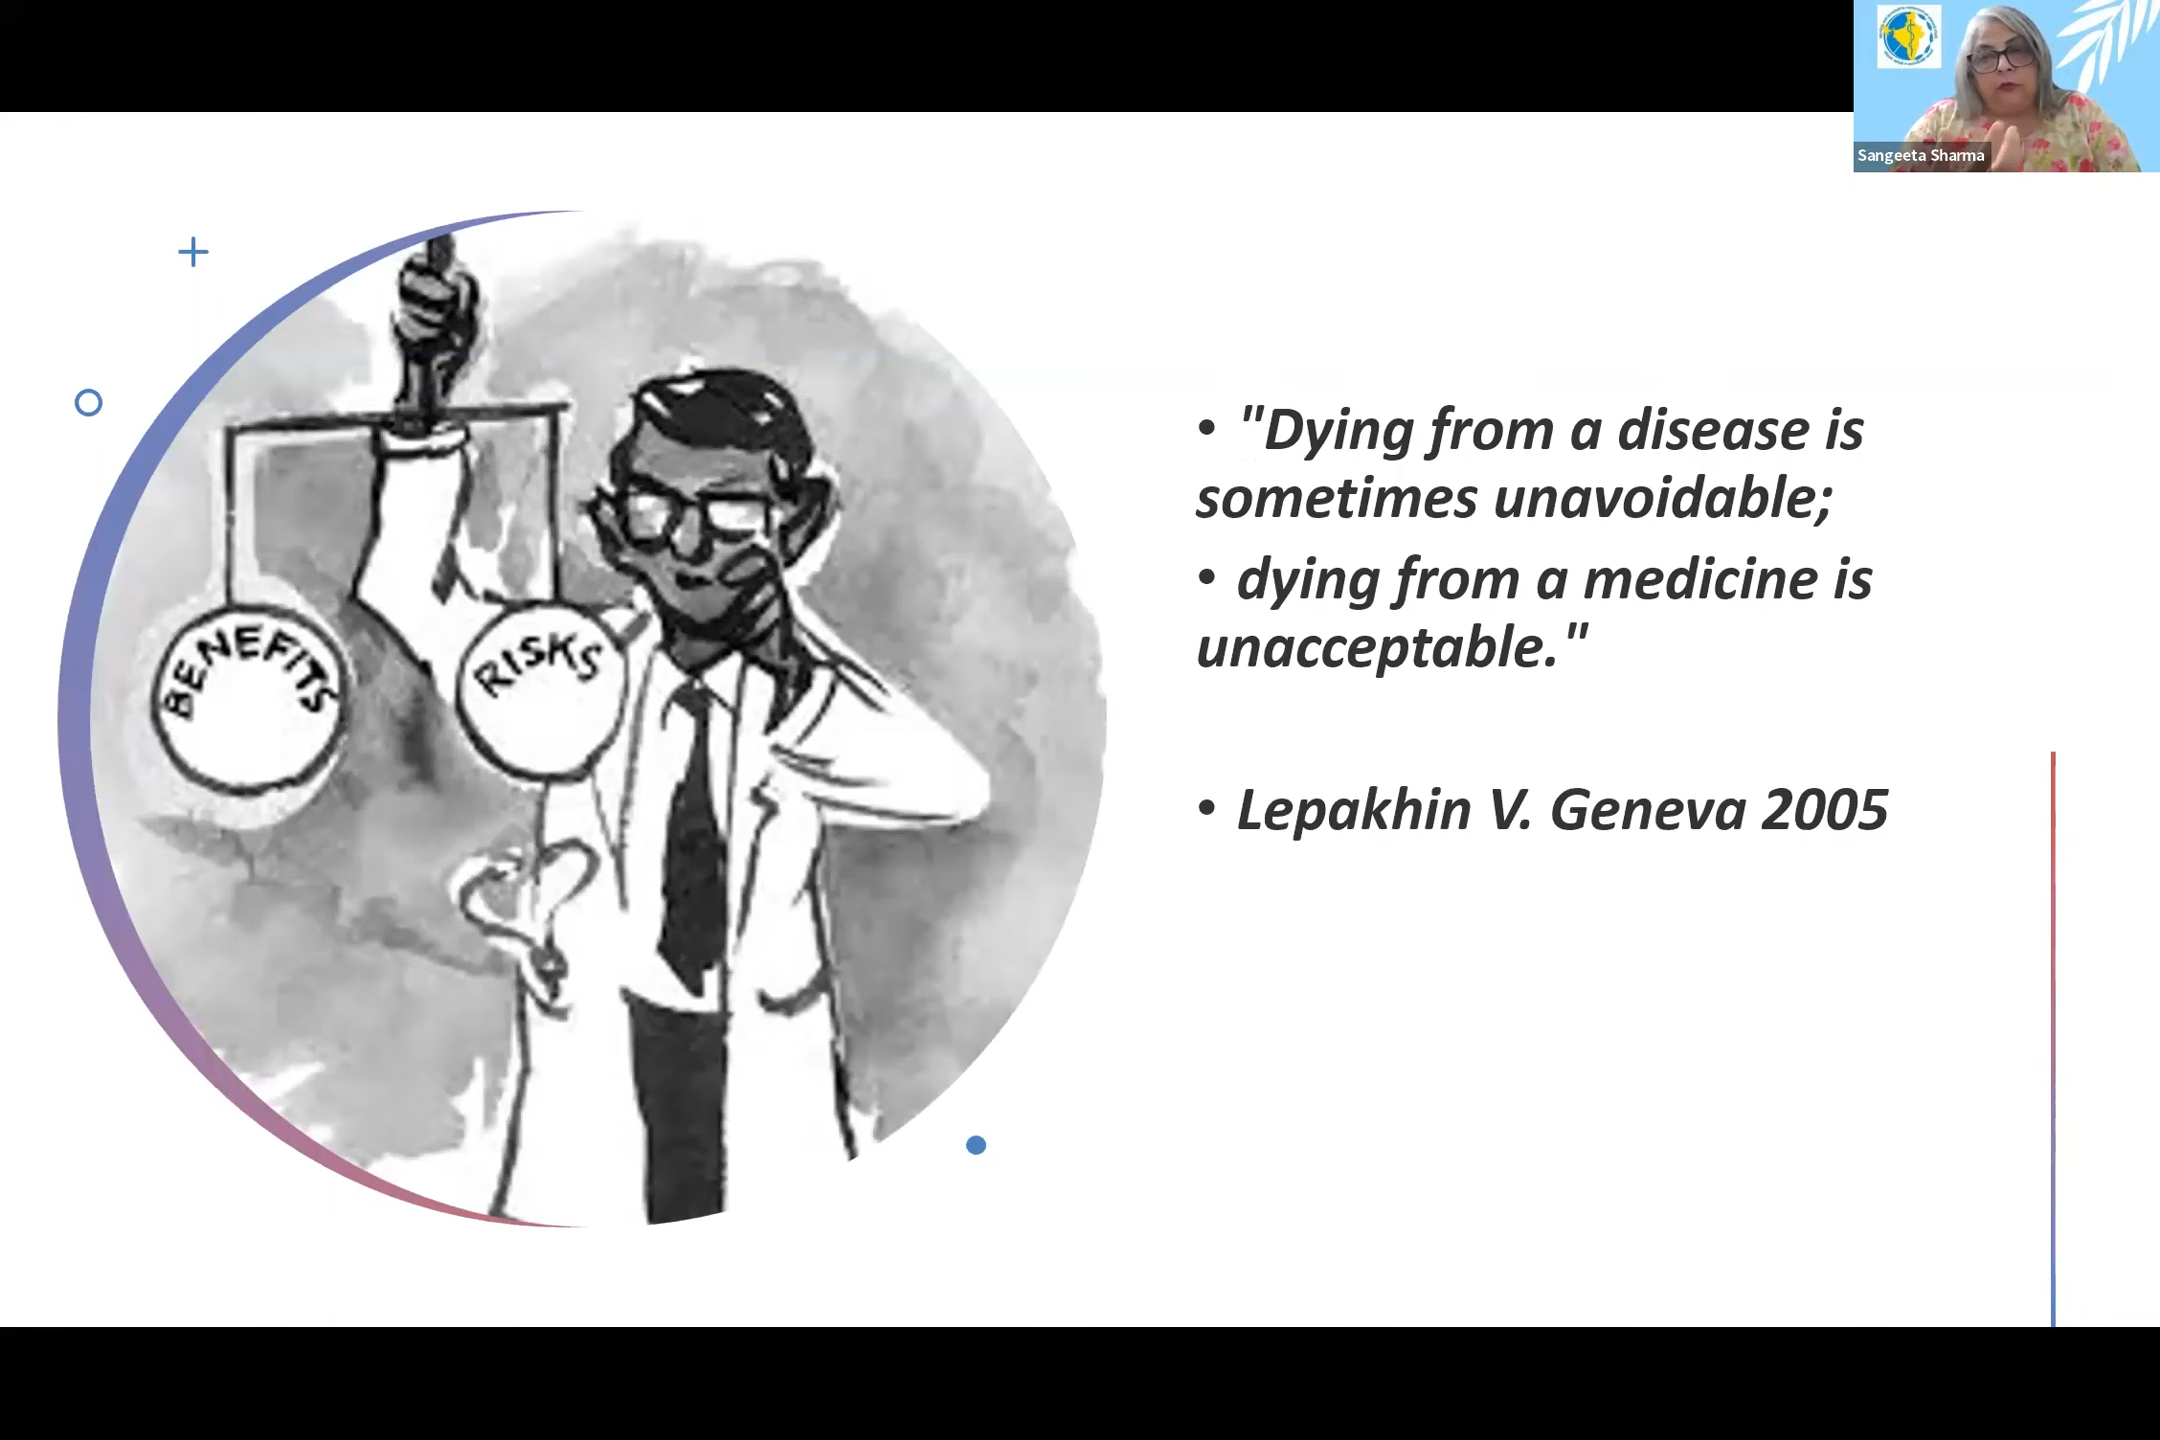 Sangeeta Sharma
BENEFITS
RISKS
• "Dying from a disease is
sometimes unavoidable;
• dying from a medicine is
unacceptable."
• Lepakhin V. Geneva 2005